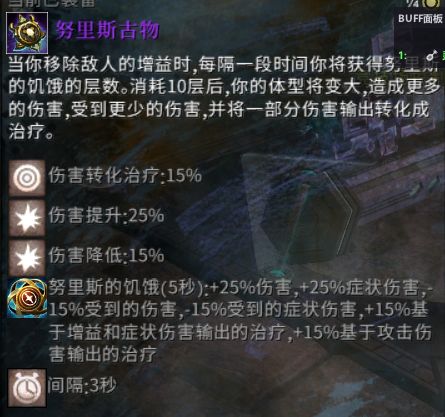 当前已装备
1/4
BUFF面板
努里斯古物
1:
当你移除敌人的增益时,每隔一段时间你将获得努里斯
的饥饿的层数。消耗10层后,你的体型将变大,造成更多
的伤害,受到更少的伤害,并将一部分伤害输出转化成
治疗。
伤害转化治疗:15%
伤害提升:25%
伤害降低:15%
努里斯的饥饿(5秒):+25%伤害,+25%症状伤害,-
15%受到的伤害,-15%受到的症状伤害,+15%基
于增益和症状伤害输出的治疗,+15%基于攻击伤
害输出的治疗
间隔:3秒